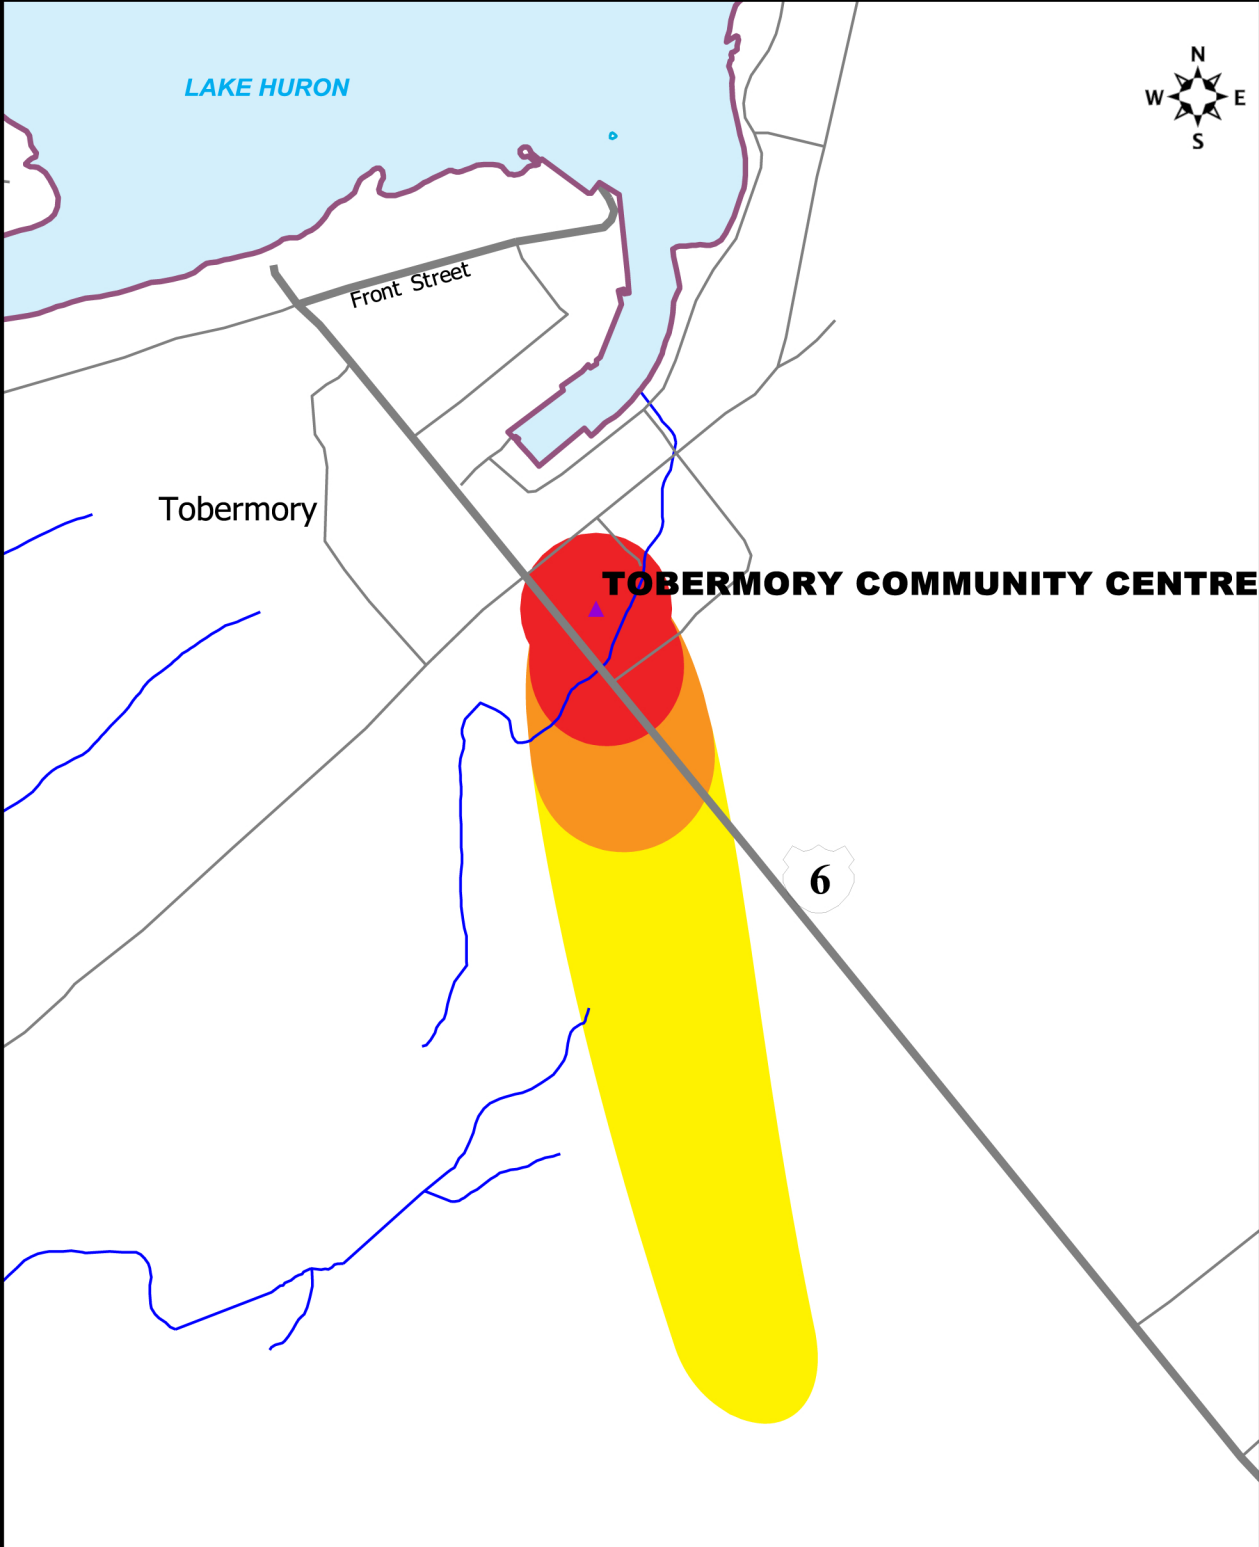 N
LAKE HURON
W E
S
Front Street
Tobermory
TOBERMORY COMMUNITY CENTRE
6